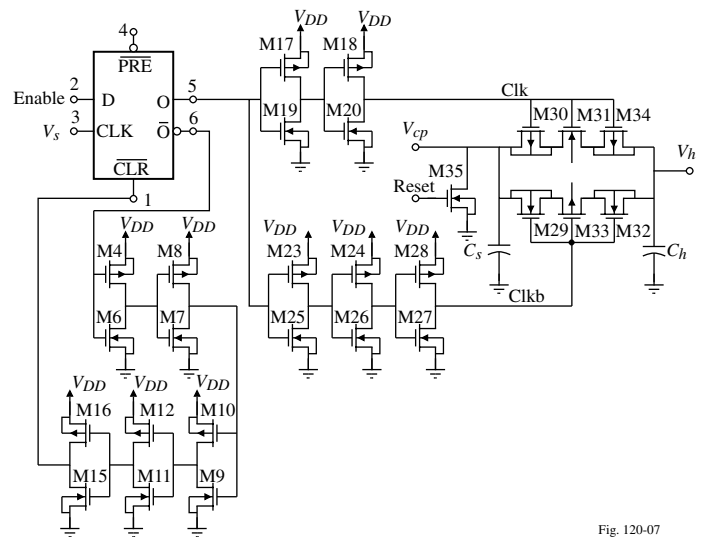 M17
V_DD
M18
V_DD
4
PRE
Enable
2
D
O
5
V_s
3
CLK
O
6
CLR
1
M19
M20
Clk
M30
M31
M34
V_cp
V_h
M35
Reset
M29
M33
M32
C_s
C_h
V_DD
V_DD
M4
M8
M6
M7
V_DD
V_DD
V_DD
M23
M24
M28
M25
M26
M27
Clkb
V_DD
V_DD
V_DD
M16
M12
M10
M15
M11
M9
Fig. 120-07